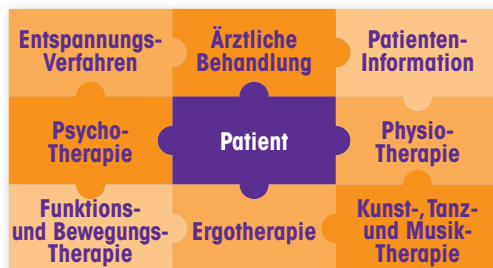 Entspannungs-
Verfahren
Ärztliche
Behandlung
Patienten-
Information
Psycho-
Therapie
Patient
Physio-
Therapie
Funktions-
und Bewegungs-
Therapie
Ergotherapie
Kunst-, Tanz-
und Musik-
Therapie